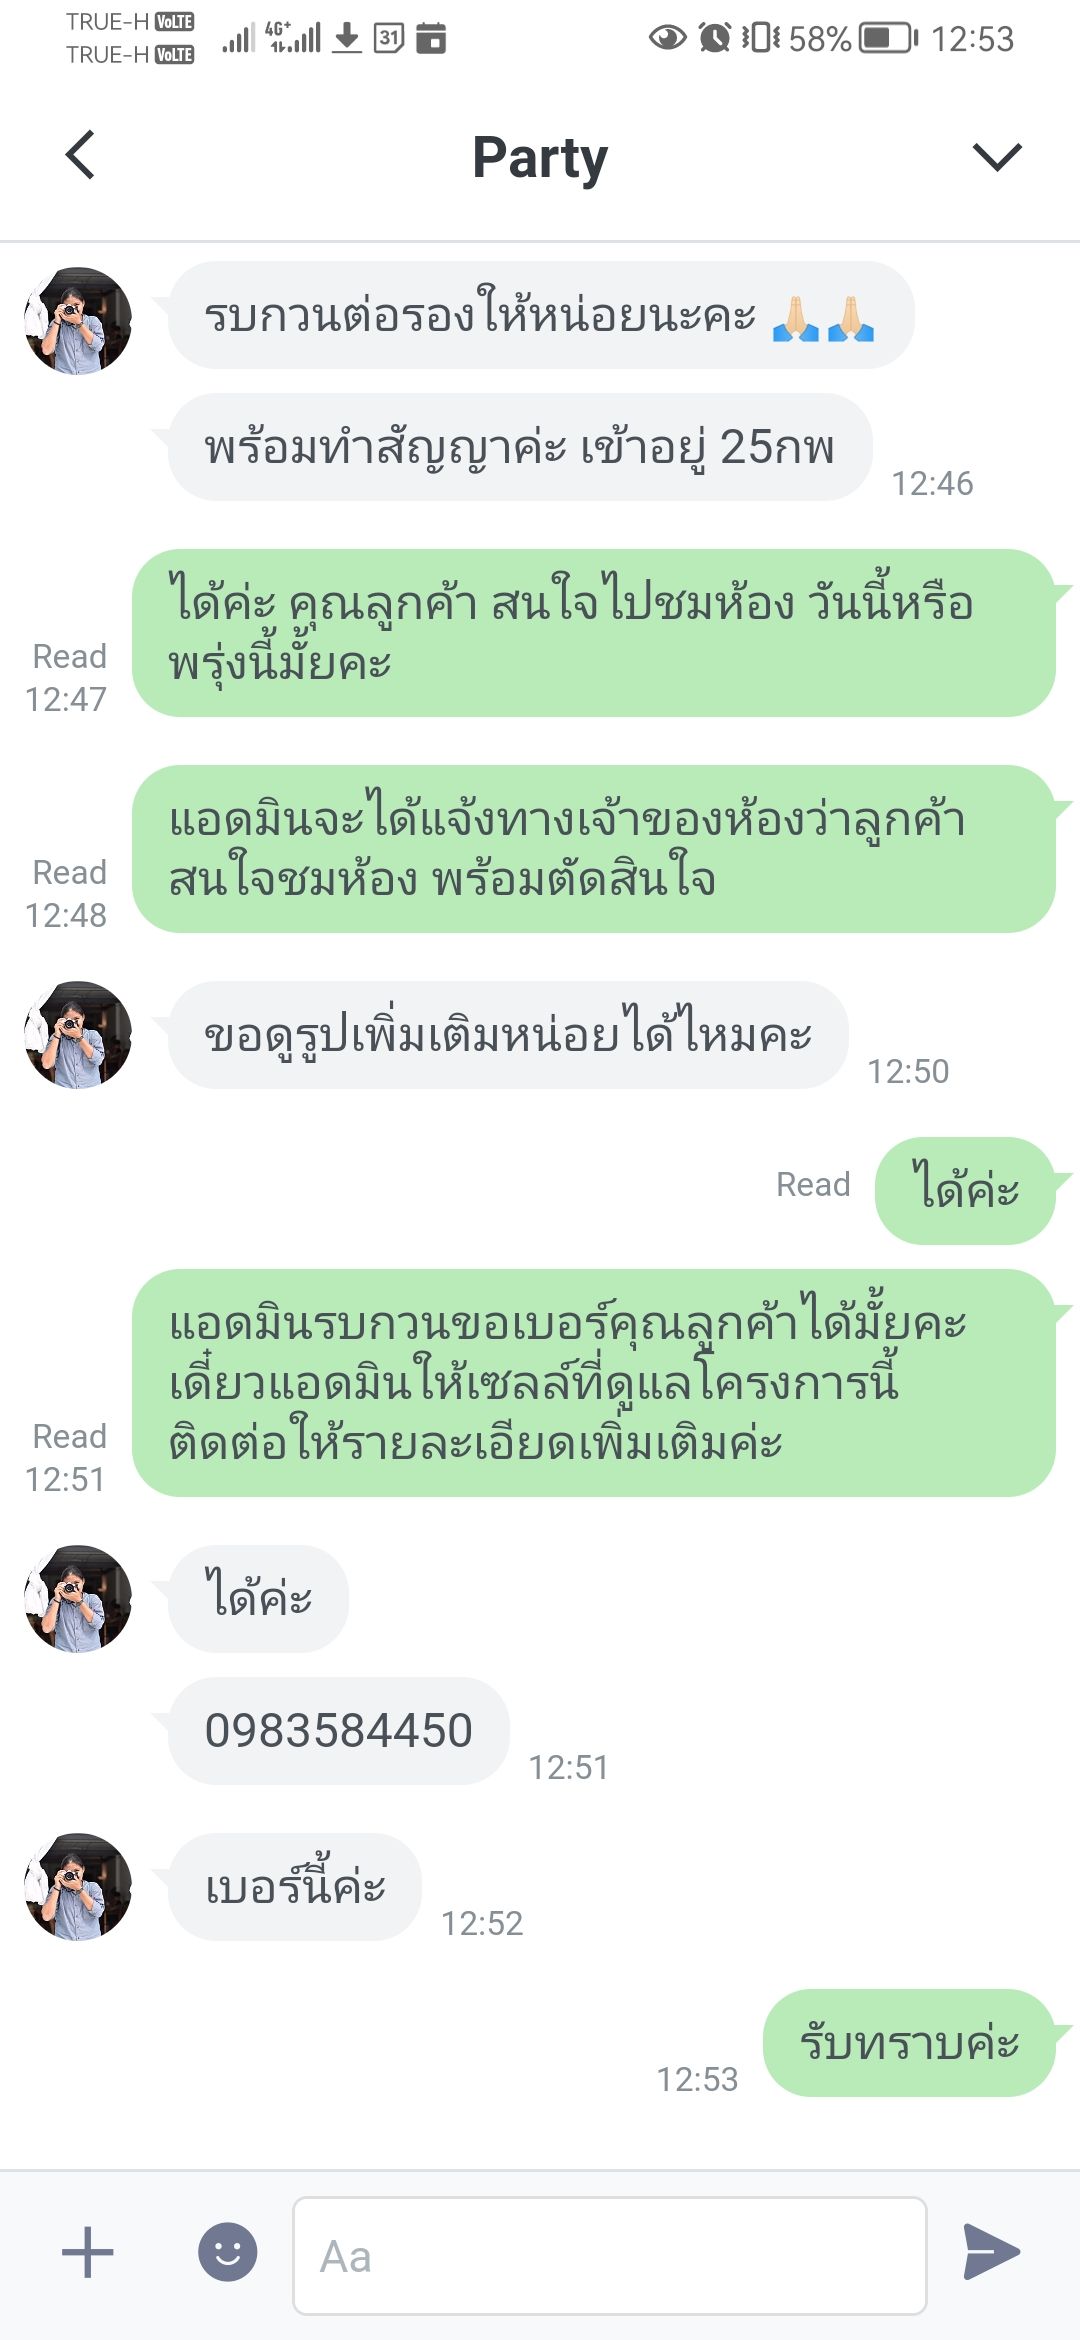 TRUE-H VoLTE
TRUE-H VoLTE
4G+
31
58%
12:53
Party
รบกวนต่อรองให้หน่อยนะคะ 🙏🏻🙏🏻
พร้อมทำสัญญาค่ะ เข้าอยู่ 25กพ
12:46
ได้ค่ะ คุณลูกค้า สนใจไปชมห้อง วันนี้หรือ
พรุ่งนี้มั้ยคะ
Read
12:47
แอดมินจะได้แจ้งทางเจ้าของห้องว่าลูกค้า
สนใจชมห้อง พร้อมตัดสินใจ
Read
12:48
ขอดูรูปเพิ่มเติมหน่อยได้ไหมคะ
12:50
Read
ได้ค่ะ
แอดมินรบกวนขอเบอร์คุณลูกค้าได้มั้ยคะ
เดี๋ยวแอดมินให้เซลล์ที่ดูแลโครงการนี้
ติดต่อให้รายละเอียดเพิ่มเติมค่ะ
Read
12:51
ได้ค่ะ
0983584450
12:51
เบอร์นี้ค่ะ
12:52
รับทราบค่ะ
12:53
Aa